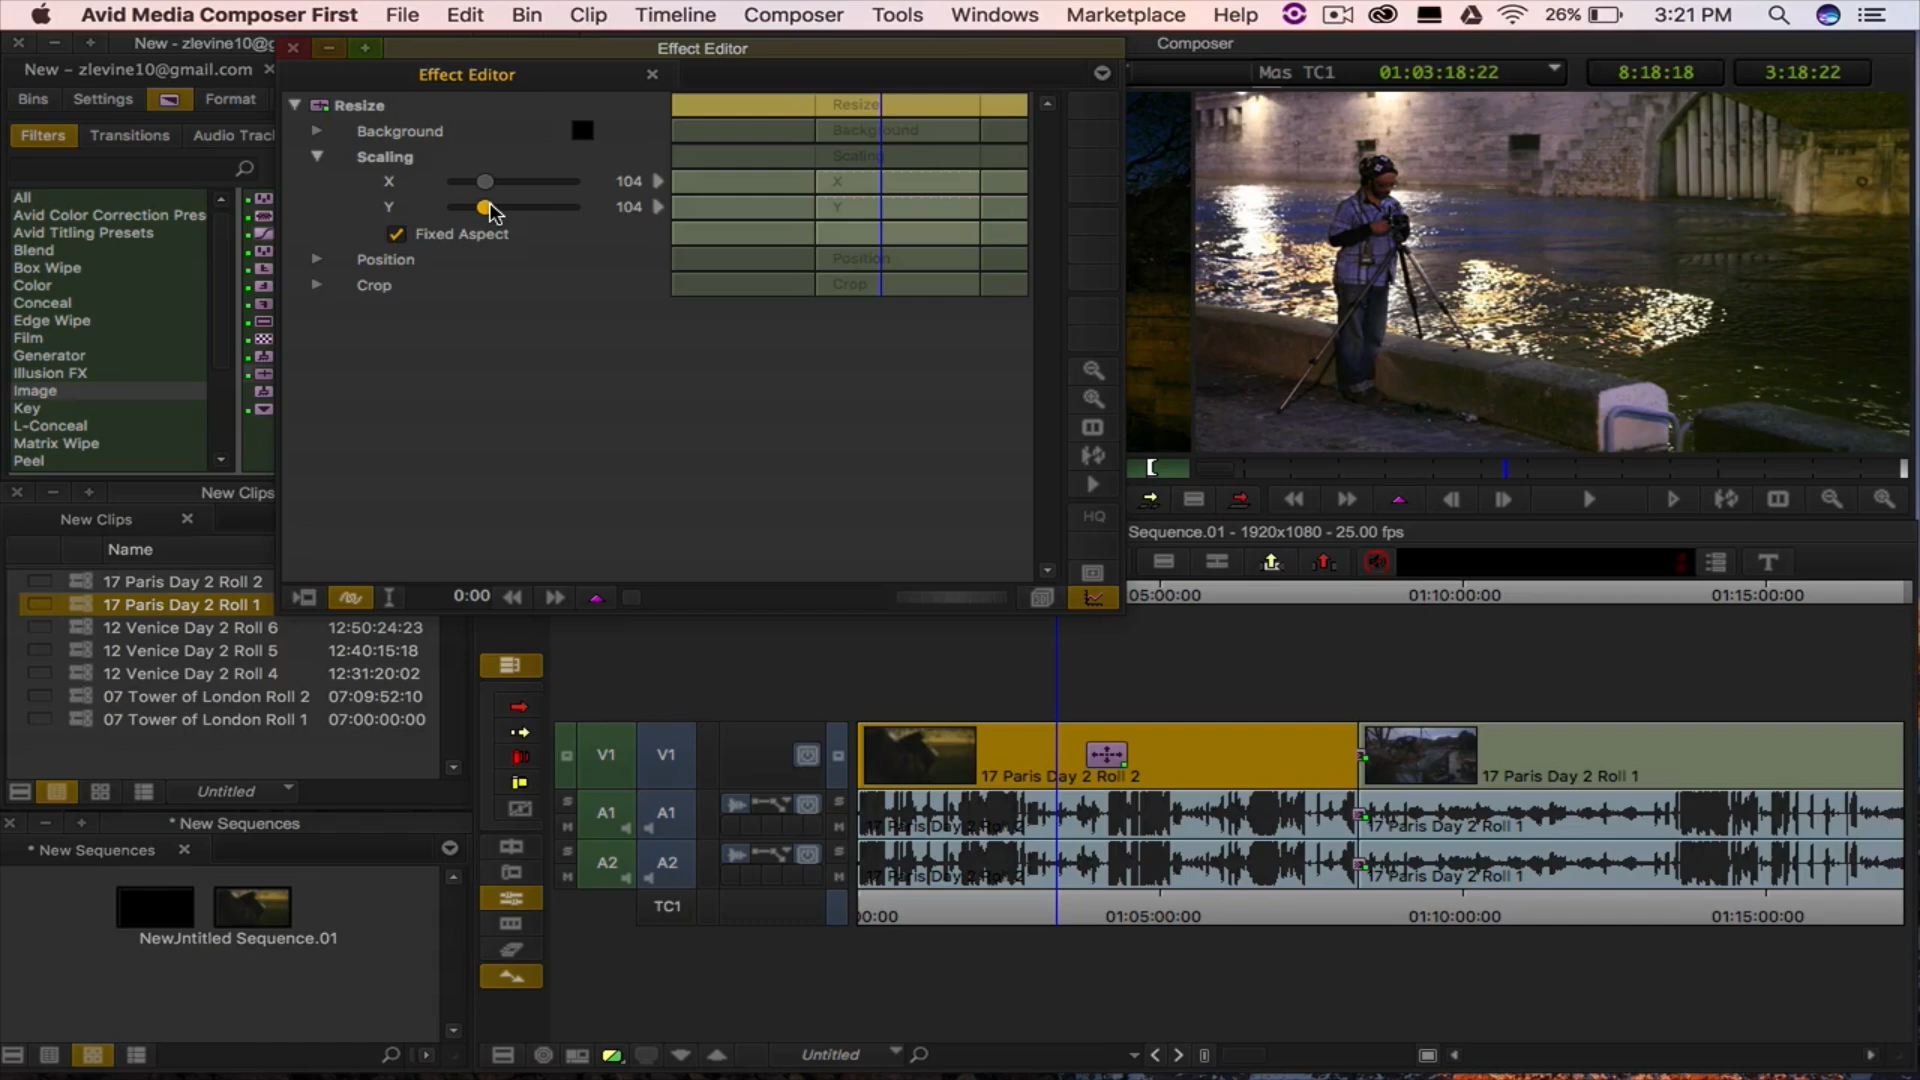 Avid Media Composer First File Edit Bin Clip Timeline Composer Tools Windows Marketplace Help 26% 3:21 PM
New - zlevine10@g
Effect Editor
Composer
New – zlevine10@gmail.com
Effect Editor
Mas TC1 01:03:18:22 8:18:18 3:18:22
Bins Settings Format
Filters Transitions Audio Trac
Resize
Background
Scaling
X 104
Y 104
Fixed Aspect
Position
Crop
Resize
Background
Scaling
X
Y
Position
Crop
All
Avid Color Correction Pres
Avid Titling Presets
Blend
Box Wipe
Color
Conceal
Edge Wipe
Film
Generator
Illusion FX
Image
Key
L-Conceal
Matrix Wipe
Peel
HQ
0:00
New Clips
New Clips
Name
17 Paris Day 2 Roll 2
17 Paris Day 2 Roll 1
12 Venice Day 2 Roll 6 12:50:24:23
12 Venice Day 2 Roll 5 12:40:15:18
12 Venice Day 2 Roll 4 12:31:20:02
07 Tower of London Roll 2 07:09:52:10
07 Tower of London Roll 1 07:00:00:00
Untitled
Sequence.01 - 1920x1080 - 25.00 fps
T
05:00:00 01:10:00:00 01:15:00:00
V1 V1
17 Paris Day 2 Roll 2 17 Paris Day 2 Roll 1
A1 A1 S M S M
17 Paris Day 2 Roll 2 17 Paris Day 2 Roll 1
A2 A2 S M S M
17 Paris Day 2 Roll 2 17 Paris Day 2 Roll 1
TC1
00:00 01:05:00:00 01:10:00:00 01:15:00:00
* New Sequences
* New Sequences
NewJntitled Sequence.01
Untitled